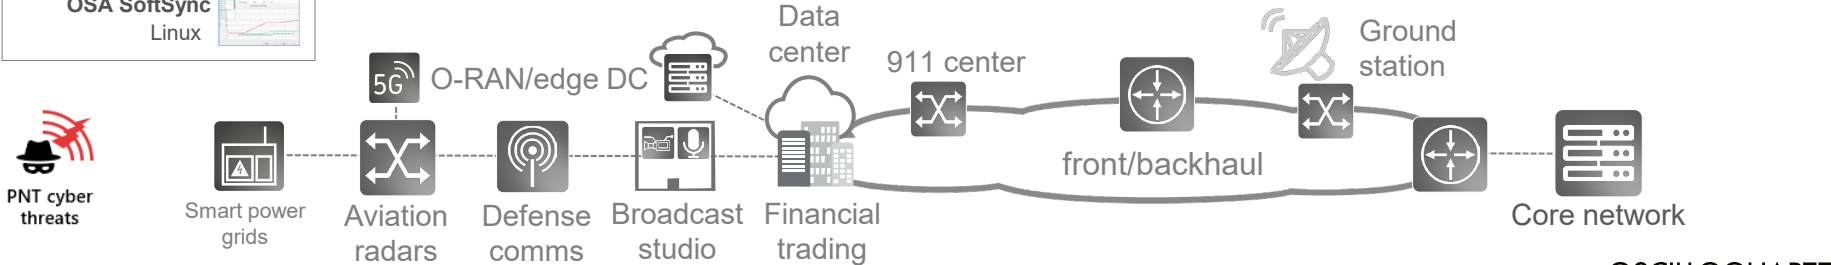 OSA SoftSync
Linux
Data
center
Ground
station
911 center
5G
O-RAN/edge DC
front/backhaul
PNT cyber
threats
Smart power
grids
Aviation
radars
Defense
comms
Broadcast
studio
Financial
trading
Core network